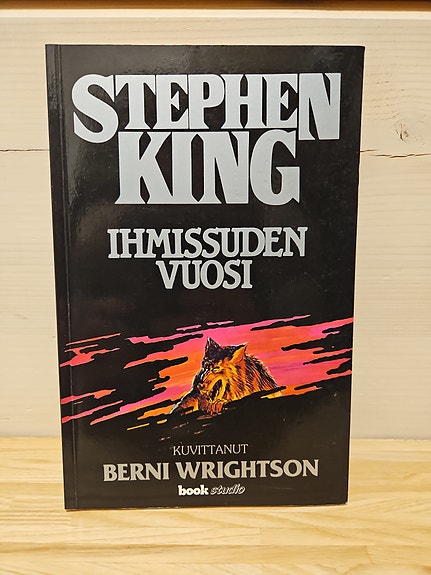 STEPHEN
KING
IHMISSUDEN
VUOSI
KUVITTANUT
BERNI WRIGHTSON
book studio